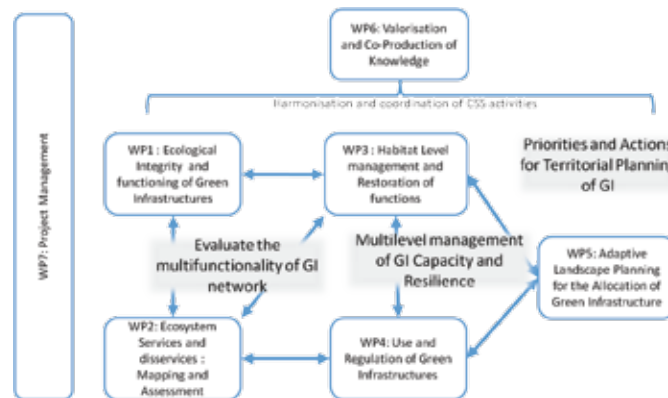 WP6: Valorisation
and Co-Production of
Knowledge
Harmonisation and coordination of CSS activities
WP7: Project Management
WP1 : Ecological
Integrity and
functioning of Green
Infrastructures
WP3 : Habitat Level
management and
Restoration of
functions
Priorities and Actions
for Territorial Planning
of GI
Evaluate the
multifunctionality of GI
network
Multilevel management
of GI Capacity and
Resilience
WP5: Adaptive
Landscape Planning
for the Allocation of
Green Infrastructure
WP2: Ecosystem
Services and
disservices :
Mapping and
Assessment
WP4: Use and
Regulation of Green
Infrastructures